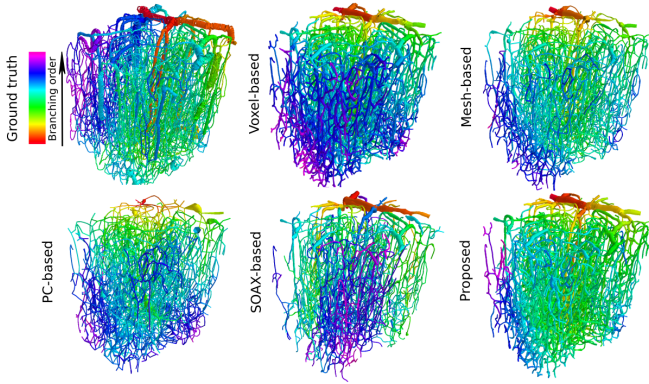 Ground truth
Branching order
Voxel-based
Mesh-based
PC-based
SOAX-based
Proposed